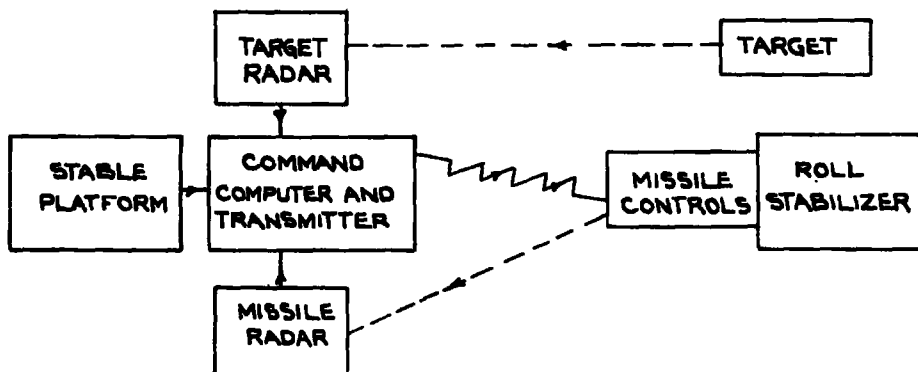 TARGET
RADAR
TARGET
STABLE
PLATFORM
COMMAND
COMPUTER AND
TRANSMITTER
MISSILE
CONTROLS
ROLL
STABILIZER
MISSILE
RADAR